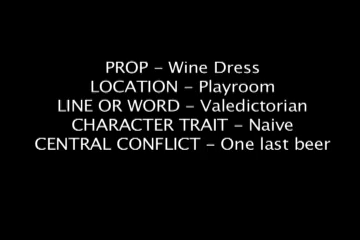 PROP – Wine Dress
LOCATION – Playroom
LINE OR WORD – Valedictorian
CHARACTER TRAIT – Naive
CENTRAL CONFLICT – One last beer